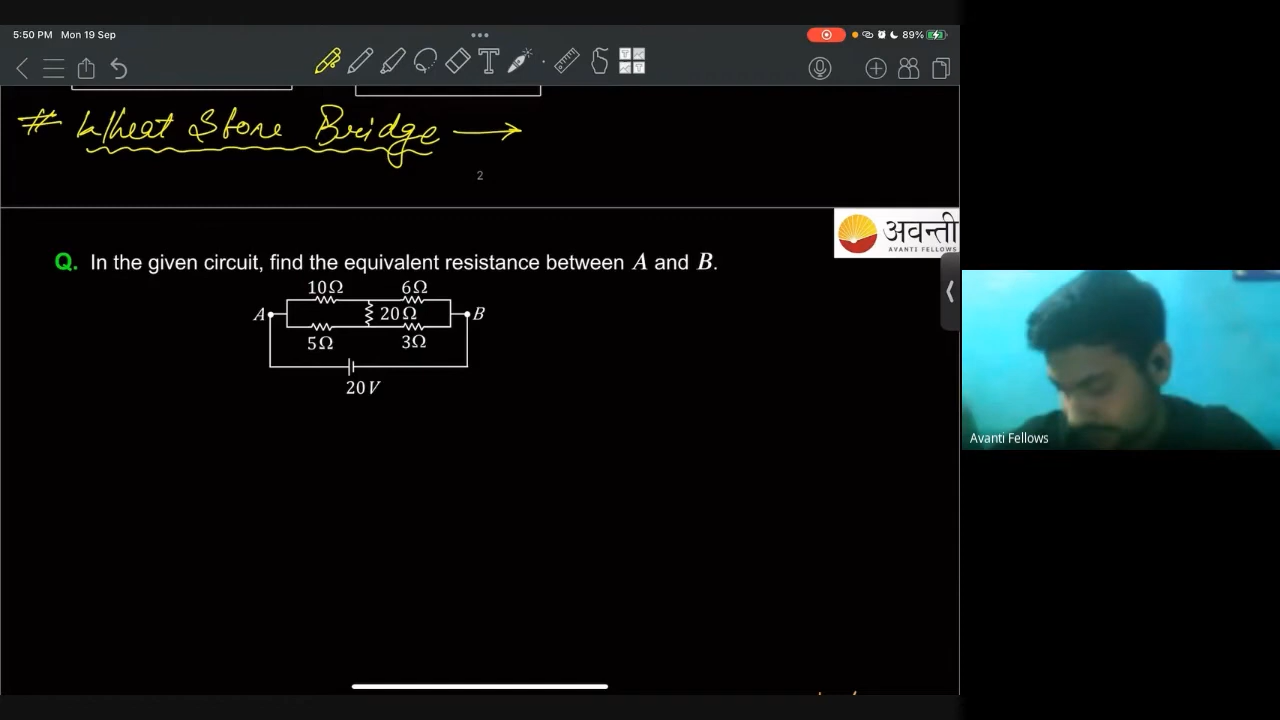 5:50 PM Mon 19 Sep
89%
# Wheat Stone Bridge →
2
अवन्ती
AVANTI FELLOWS
Q. In the given circuit, find the equivalent resistance between A and B.
10Ω 6Ω
A 20Ω B
5Ω 3Ω
20V
Avanti Fellows